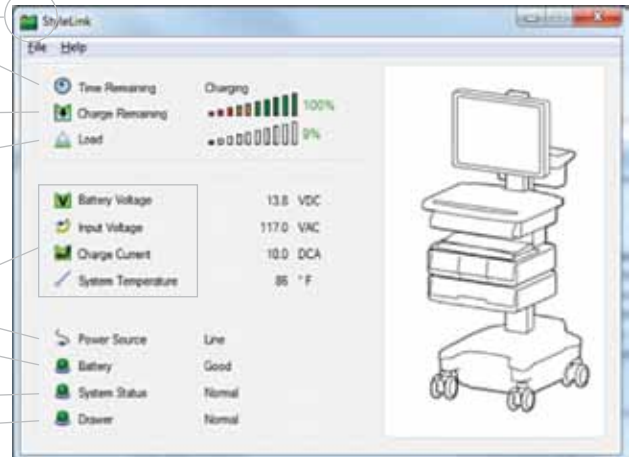 StyleLink
File Help
Time Remaining Charging
Charge Remaining 100%
Load 9%
Battery Voltage 13.8 VDC
Input Voltage 117.0 VAC
Charge Current 10.0 DCA
System Temperature 86 °F
Power Source Line
Battery Good
System Status Normal
Drawer Normal